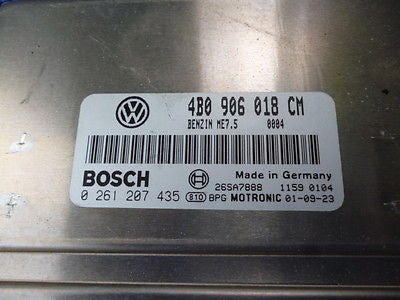 4B0 906 018 CM
BENZIN ME7.5 0004
Made in Germany
BOSCH 26SA7888 1159 0104
0 261 207 435 810 BPG MOTRONIC 01-09-23